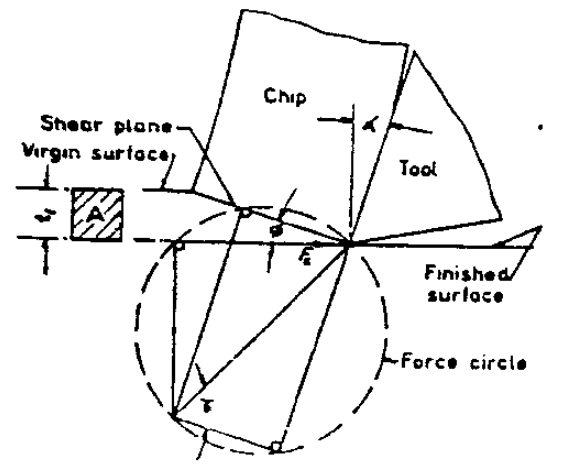 Chip
α
Shear plane
Virgin surface
Tool
A
ø
Finished
surface
Force circle
τ